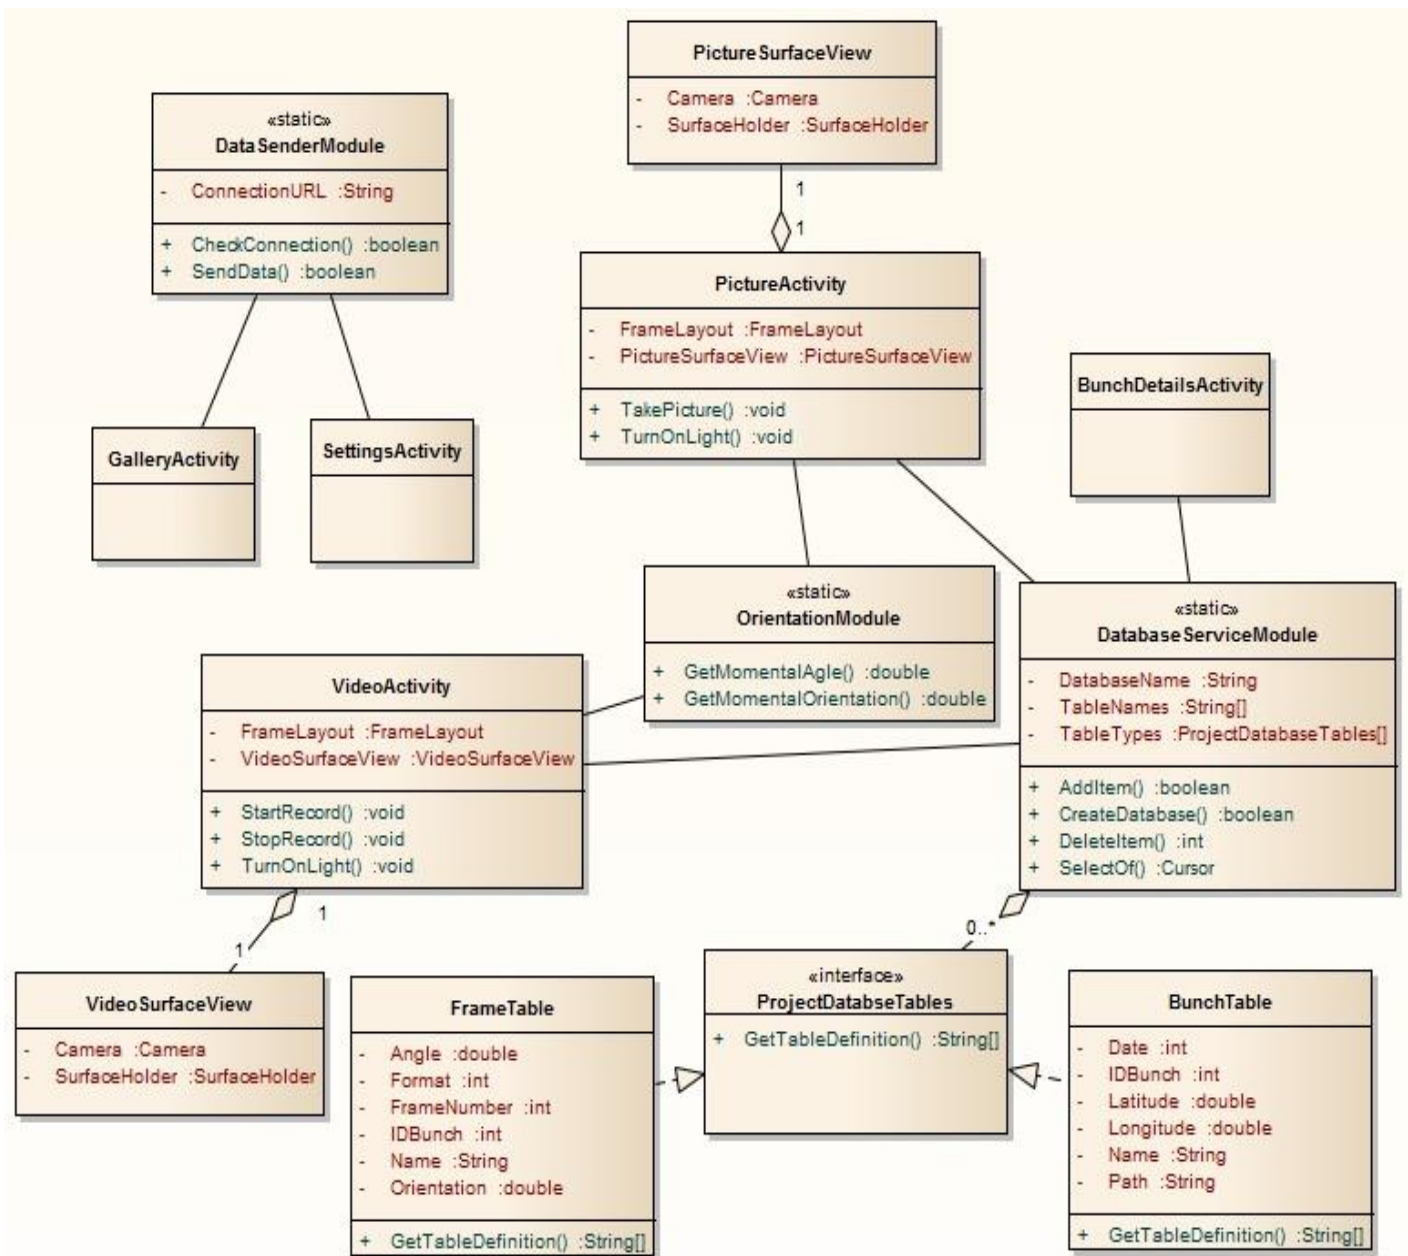 PictureSurfaceView
- Camera :Camera
- SurfaceHolder :SurfaceHolder
1
1
«static»
DataSenderModule
- ConnectionURL :String
+ CheckConnection() :boolean
+ SendData() :boolean
PictureActivity
- FrameLayout :FrameLayout
- PictureSurfaceView :PictureSurfaceView
+ TakePicture() :void
+ TurnOnLight() :void
BunchDetailsActivity
GalleryActivity
SettingsActivity
«static»
OrientationModule
+ GetMomentalAgle() :double
+ GetMomentalOrientation() :double
«static»
DatabaseServiceModule
- DatabaseName :String
- TableNames :String[]
- TableTypes :ProjectDatabaseTables[]
+ AddItem() :boolean
+ CreateDatabase() :boolean
+ DeleteItem() :int
+ SelectOf() :Cursor
VideoActivity
- FrameLayout :FrameLayout
- VideoSurfaceView :VideoSurfaceView
+ StartRecord() :void
+ StopRecord() :void
+ TurnOnLight() :void
1
1
0..*
VideoSurfaceView
- Camera :Camera
- SurfaceHolder :SurfaceHolder
FrameTable
- Angle :double
- Format :int
- FrameNumber :int
- IDBunch :int
- Name :String
- Orientation :double
+ GetTableDefinition() :String[]
«interface»
ProjectDatabseTables
+ GetTableDefinition() :String[]
BunchTable
- Date :int
- IDBunch :int
- Latitude :double
- Longitude :double
- Name :String
- Path :String
+ GetTableDefinition() :String[]